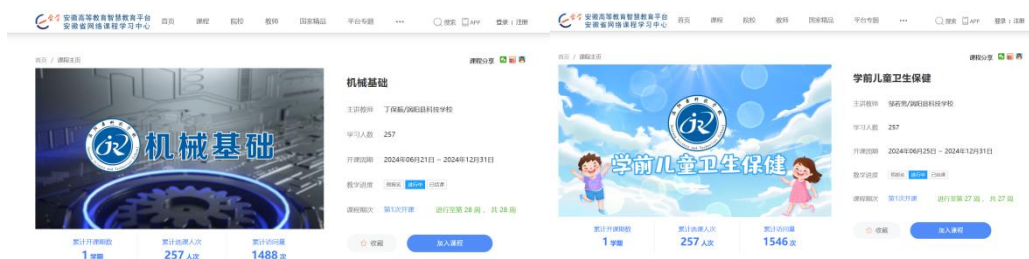 安徽高等教育智慧教育平台
安徽省网络课程学习中心
首页 课程 院校 教师 国家精品 平台专题 ··· 搜索 APP 登录 | 注册
首页 / 课程主页
课程分享
机械基础
机械基础
主讲教师 丁保振/涡阳县科技学校
学习人数 257
开课周期 2024年06月21日 - 2024年12月31日
教学进度 预报名 进行中 已结课
课程期次 第1次开课 进行至第 28 周 ,共 28 周
累计开课期数 累计选课人次 累计访问量
1 学期 257 人次 1488 次
收藏 加入课程
安徽高等教育智慧教育平台
安徽省网络课程学习中心
首页 课程 院校 教师 国家精品 平台专题 ··· 搜索 APP 登录 | 注册
首页 / 课程主页
课程分享
学前儿童卫生保健
学前儿童卫生保健
主讲教师 /涡阳县科技学校
学习人数 257
开课周期 2024年06月25日 - 2024年12月31日
教学进度 预报名 进行中 已结课
课程期次 第1次开课 进行至第 27 周 ,共 27 周
累计开课期数 累计选课人次 累计访问量
1 学期 257 人次 1546 次
收藏 加入课程